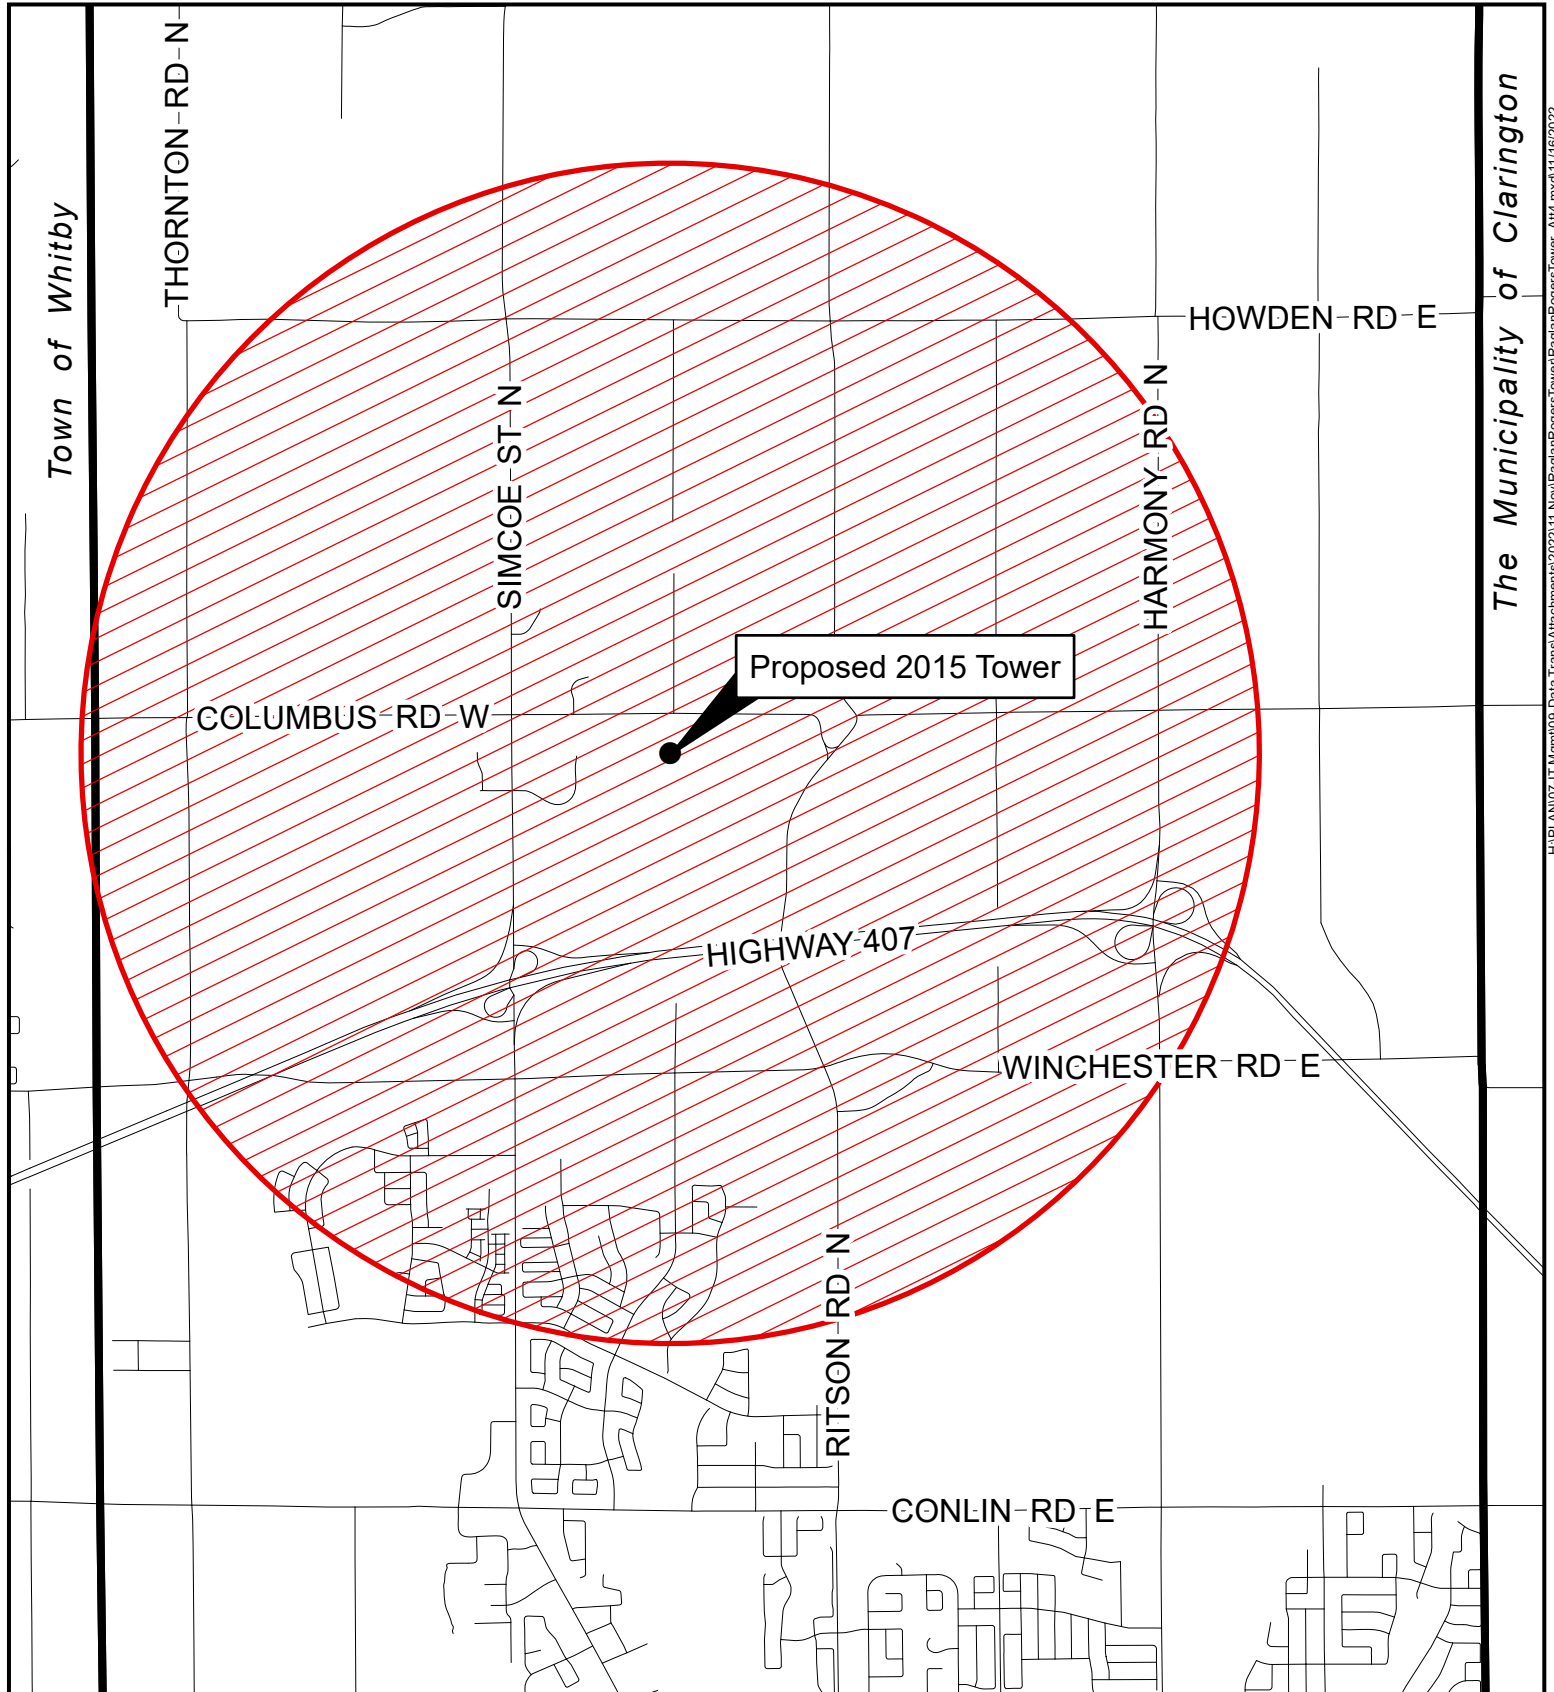 THORNTON RD N
Town of Whitby
The Municipality of Clarington
HOWDEN RD E
SIMCOE ST N
HARMONY RD N
Proposed 2015 Tower
COLUMBUS RD W
HIGHWAY 407
WINCHESTER RD E
RITSON RD N
CONLIN RD E